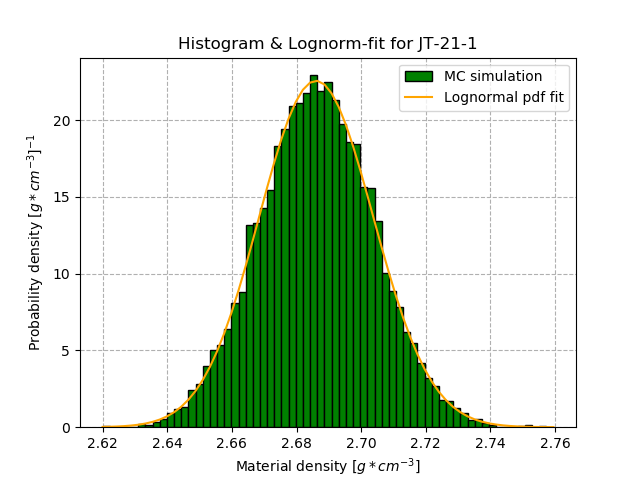 Histogram & Lognorm-fit for JT-21-1
MC simulation
Lognormal pdf fit
Probability density [g * cm⁻³]⁻¹
20
15
10
5
0
2.62 2.64 2.66 2.68 2.70 2.72 2.74 2.76
Material density [g * cm⁻³]